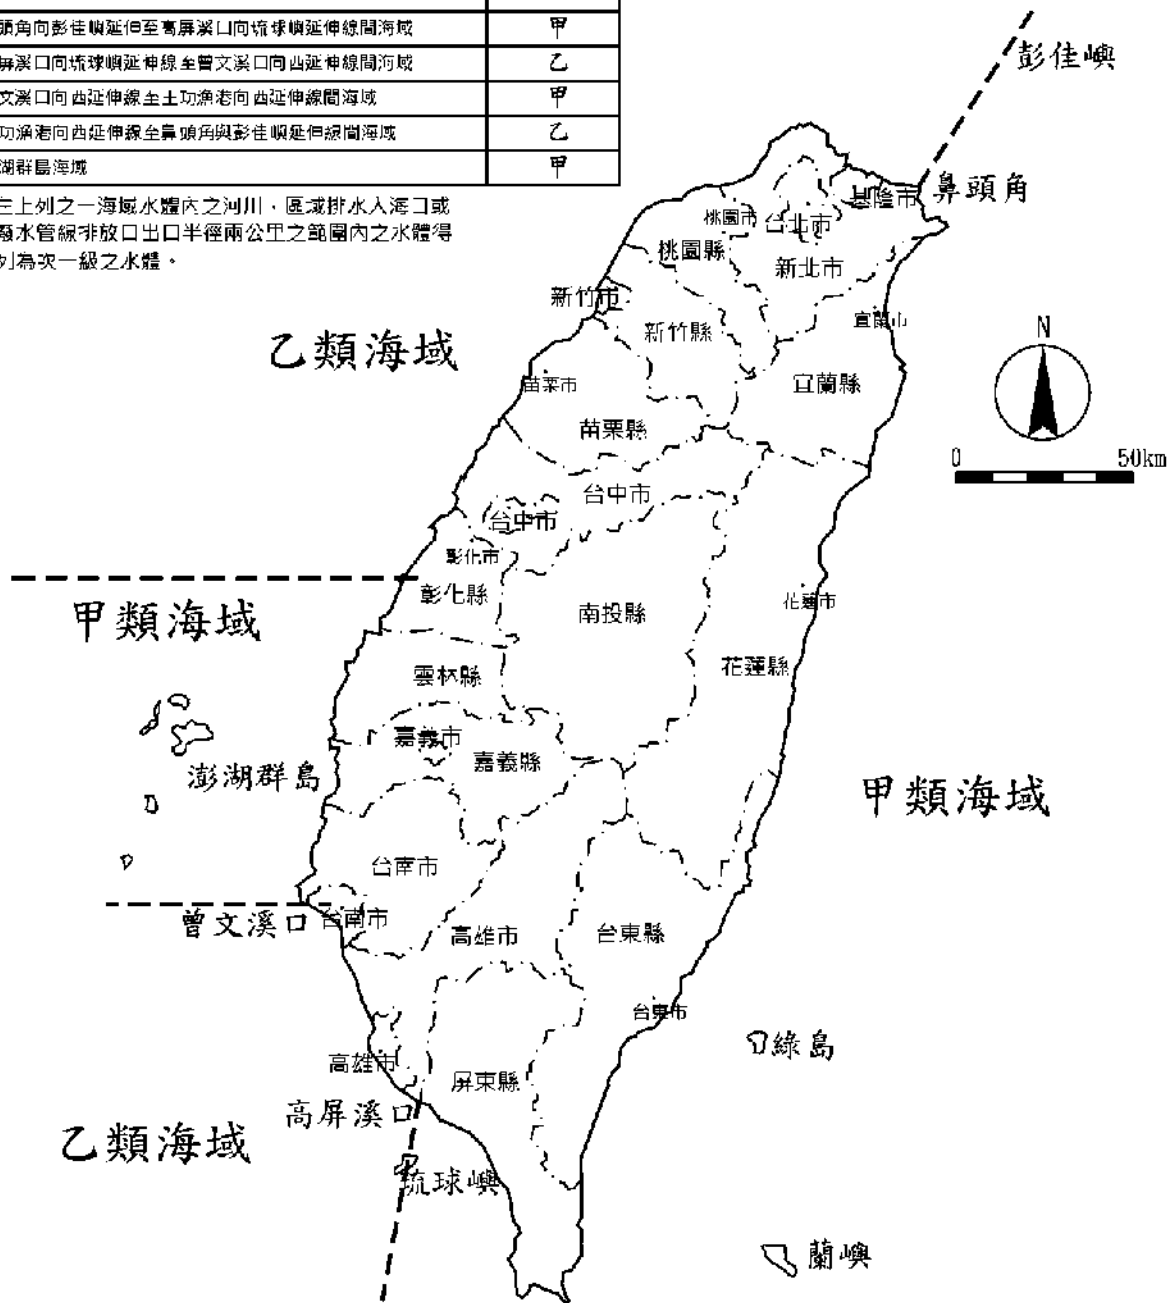 頭角向彭佳嶼延伸至高屏溪口向琉球嶼延伸線間海域 甲
屏溪口向琉球嶼延伸線至曾文溪口向西延伸線間海域 乙
文溪口向西延伸線至王功漁港向西延伸線間海域 甲
功漁港向西延伸線至鼻頭角與彭佳嶼延伸線間海域 乙
湖群島海域 甲
在上列之一海域水體內之河川，區域排水入海口或
廢水管線排放口出口半徑兩公里之範圍內之水體得
列為次一級之水體。
彭佳嶼
鼻頭角
基隆市
桃園市
台北市
桃園縣
新北市
新竹市
新竹縣
宜蘭市
乙類海域
N
苗栗市
宜蘭縣
苗栗縣
0 50km
台中市
台中市
彰化市
彰化縣
甲類海域
南投縣
花蓮市
雲林縣
花蓮縣
嘉義市
嘉義縣
澎湖群島
甲類海域
台南市
曾文溪口
台南市
高雄市
台東縣
台東市
綠島
高雄市
屏東縣
高屏溪口
乙類海域
琉球嶼
蘭嶼